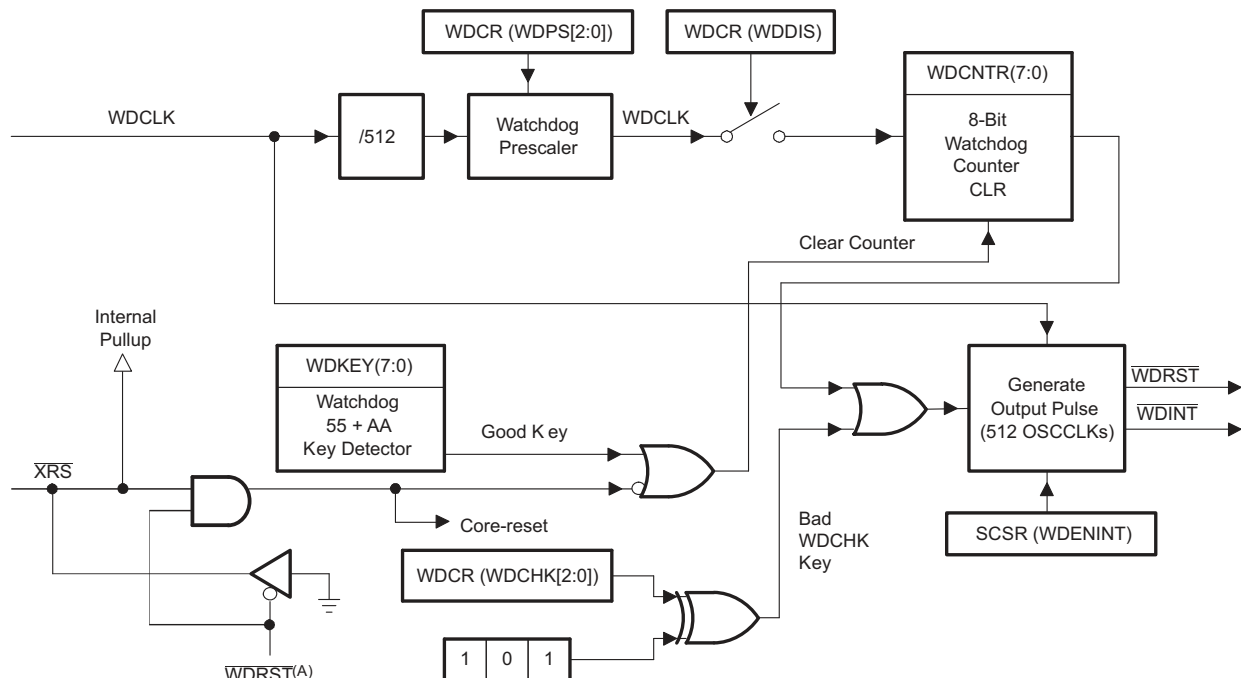 WDCR (WDPS[2:0])
WDCR (WDDIS)
WDCNTR(7:0)
WDCLK
/512
Watchdog
Prescaler
WDCLK
8-Bit
Watchdog
Counter
CLR
Clear Counter
Internal
Pullup
WDKEY(7:0)
Watchdog
55 + AA
Key Detector
Good Key
Generate
Output Pulse
(512 OSCCLKs)
WDRST
WDINT
XRS
Core-reset
Bad
WDCHK
Key
SCSR (WDENINT)
WDCR (WDCHK[2:0])
1 0 1
WDRST(A)